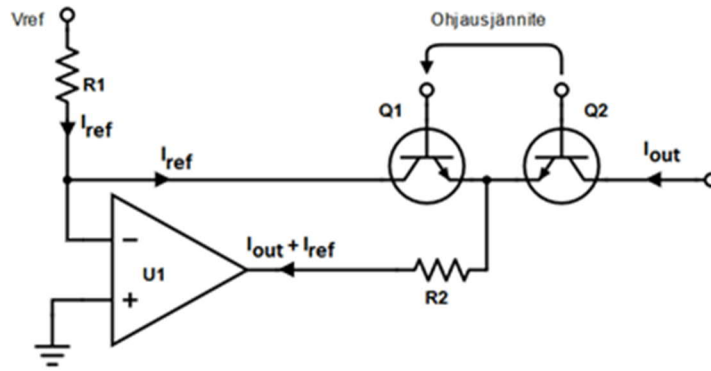 Vref
Ohjausjännite
R1
Q1
Q2
Iref
Iref
Iout
−
U1
+
Iout + Iref
R2